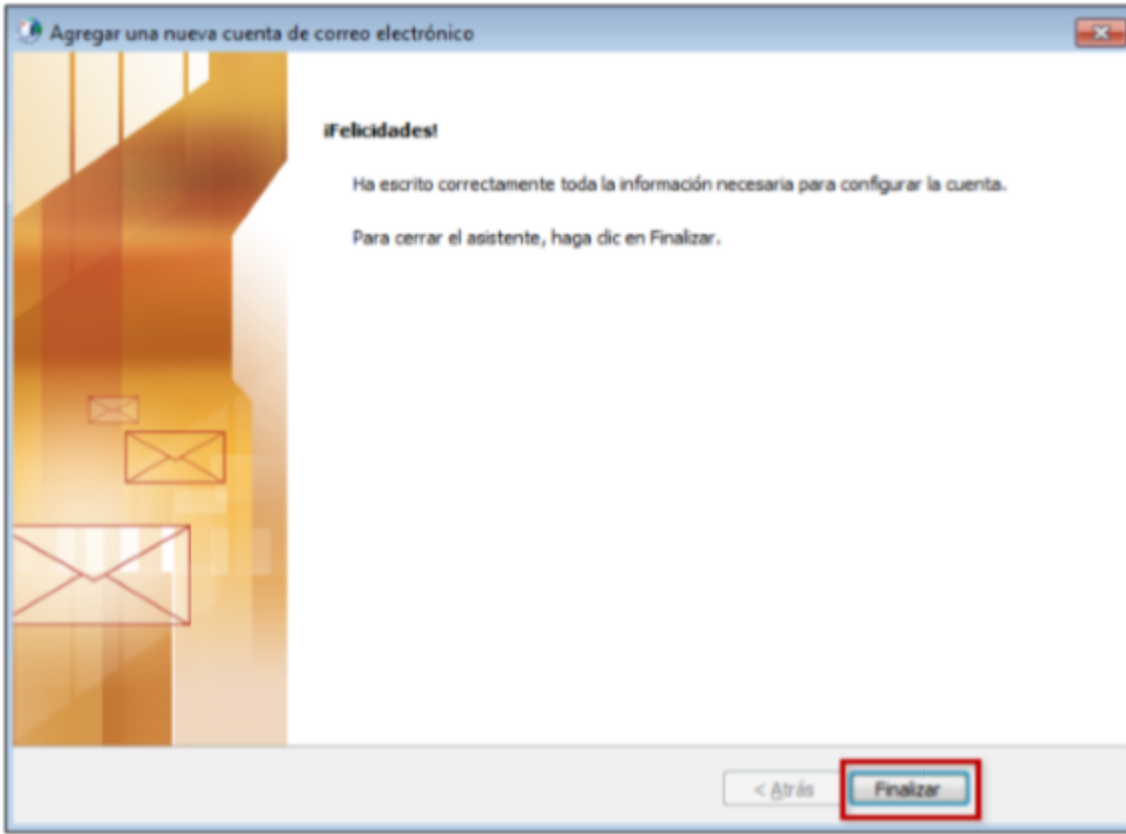 Agregar una nueva cuenta de correo electrónico
¡Felicidades!
Ha escrito correctamente toda la información necesaria para configurar la cuenta.
Para cerrar el asistente, haga clic en Finalizar.
< Atrás
Finalizar